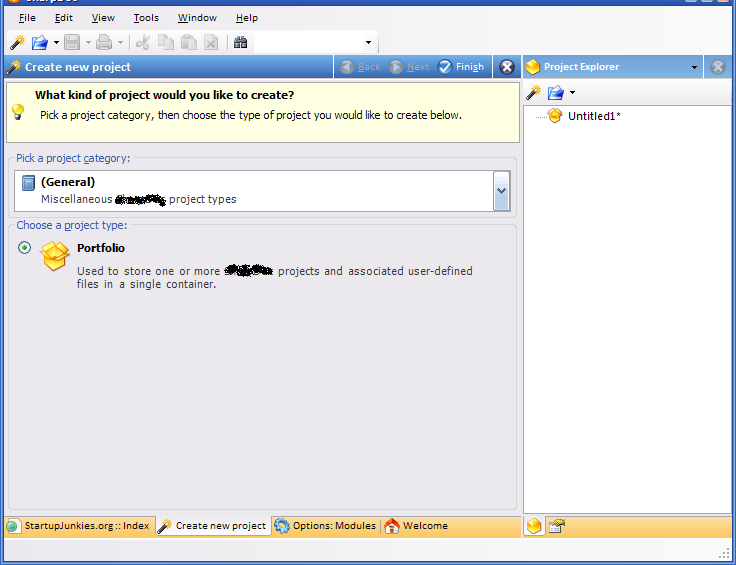 File Edit View Tools Window Help
Create new project Back Next Finish Project Explorer
What kind of project would you like to create?
Pick a project category, then choose the type of project you would like to create below.
Untitled1*
Pick a project category:
(General)
Miscellaneous project types
Choose a project type:
Portfolio
Used to store one or more projects and associated user-defined
files in a single container.
StartupJunkies.org :: Index Create new project Options: Modules Welcome